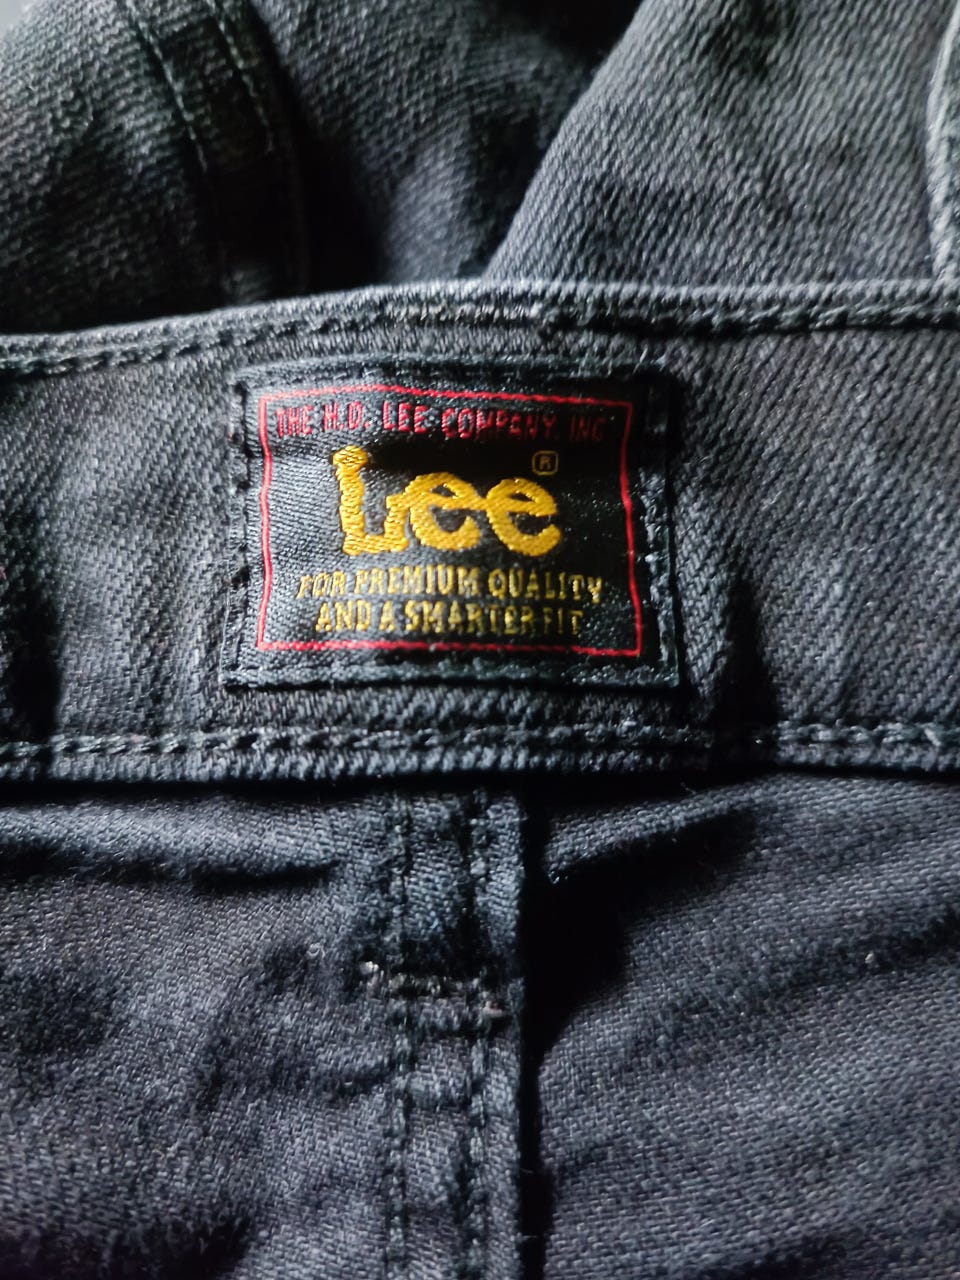 THE H.D. LEE COMPANY, INC
Lee®
FOR PREMIUM QUALITY
AND A SMARTER FIT